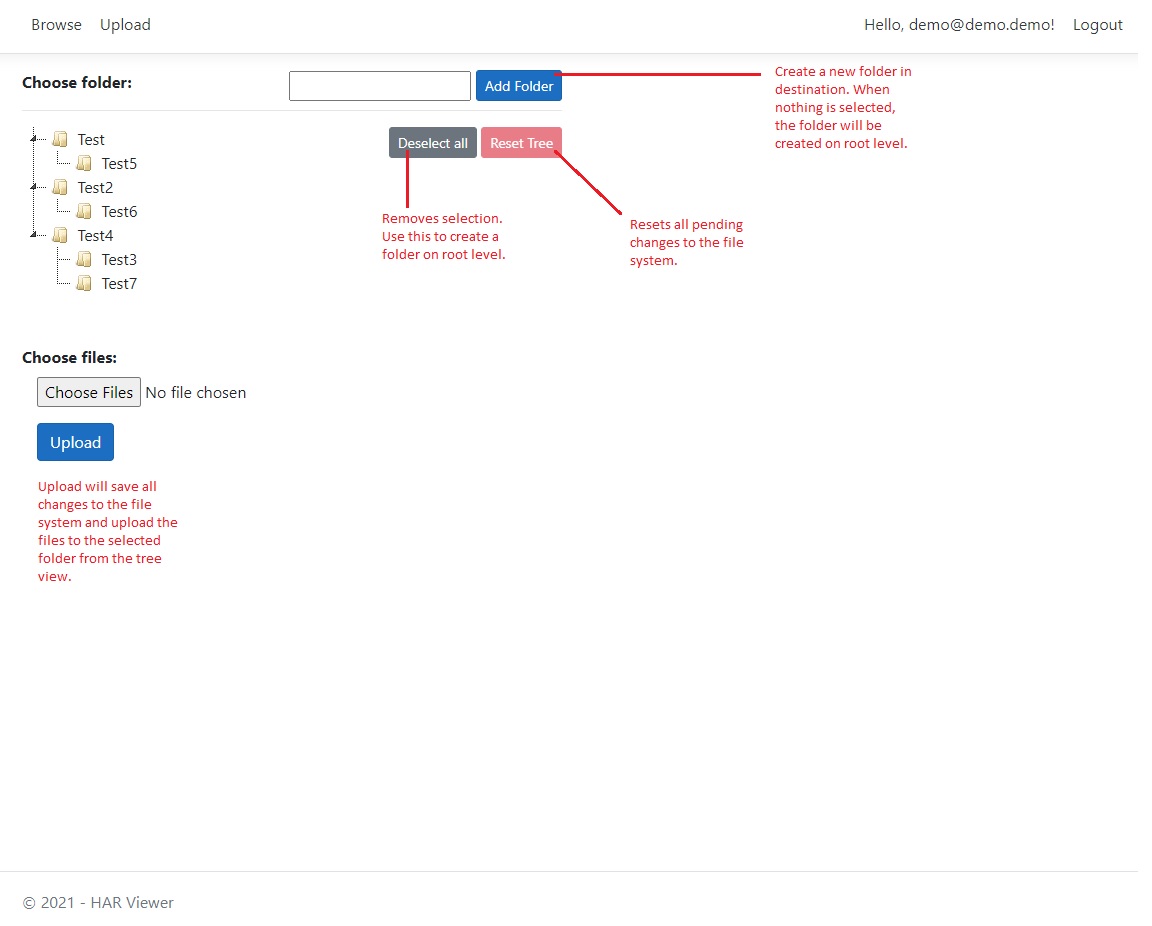 Browse Upload Hello, demo@demo.demo! Logout
Choose folder: Add Folder
Create a new folder in
destination. When
nothing is selected,
the folder will be
created on root level.
Test
Test5
Test2
Test6
Test4
Test3
Test7
Deselect all Reset Tree
Removes selection.
Use this to create a
folder on root level.
Resets all pending
changes to the file
system.
Choose files:
Choose Files No file chosen
Upload
Upload will save all
changes to the file
system and upload the
files to the selected
folder from the tree
view.
© 2021 - HAR Viewer